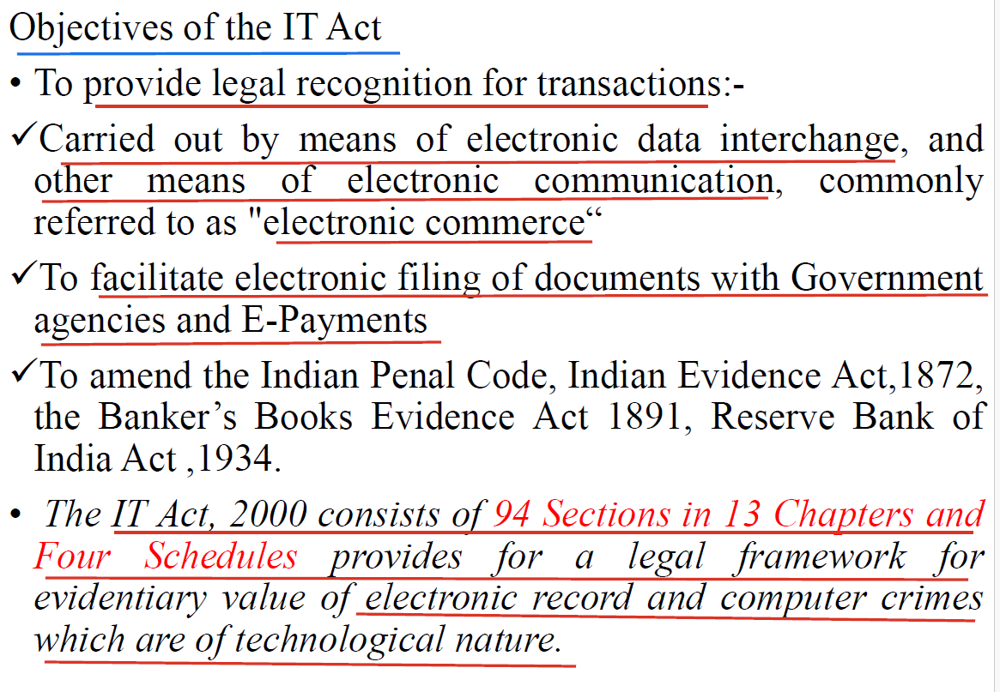 Objectives of the IT Act
• To provide legal recognition for transactions:-
✓Carried out by means of electronic data interchange, and
other means of electronic communication, commonly
referred to as "electronic commerce“
✓To facilitate electronic filing of documents with Government
agencies and E-Payments
✓To amend the Indian Penal Code, Indian Evidence Act,1872,
the Banker’s Books Evidence Act 1891, Reserve Bank of
India Act ,1934.
• The IT Act, 2000 consists of 94 Sections in 13 Chapters and
Four Schedules provides for a legal framework for
evidentiary value of electronic record and computer crimes
which are of technological nature.